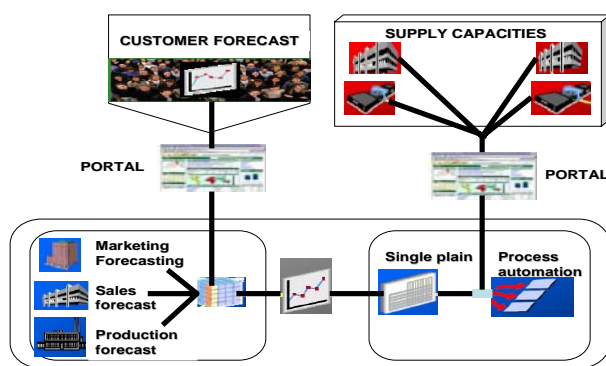 CUSTOMER FORECAST
SUPPLY CAPACITIES
PORTAL
PORTAL
Marketing
Forecasting
Sales
forecast
Production
forecast
Single plain
Process
automation